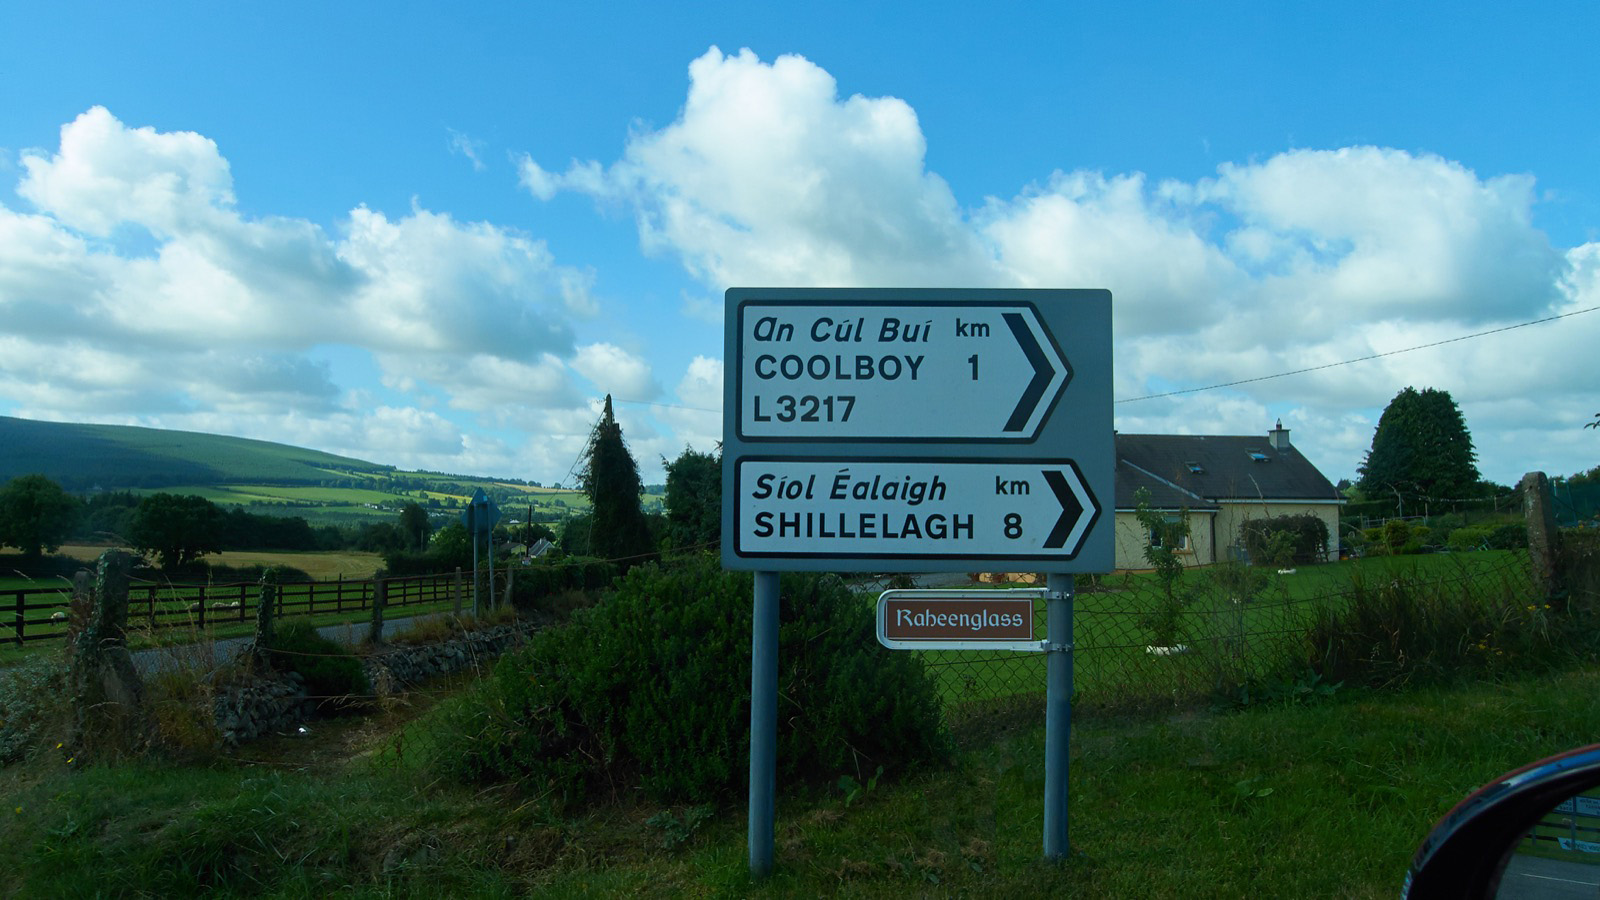 An Cúl Buí km
COOLBOY 1
L3217
Síol Éalaigh km
SHILLELAGH 8
Raheenglass